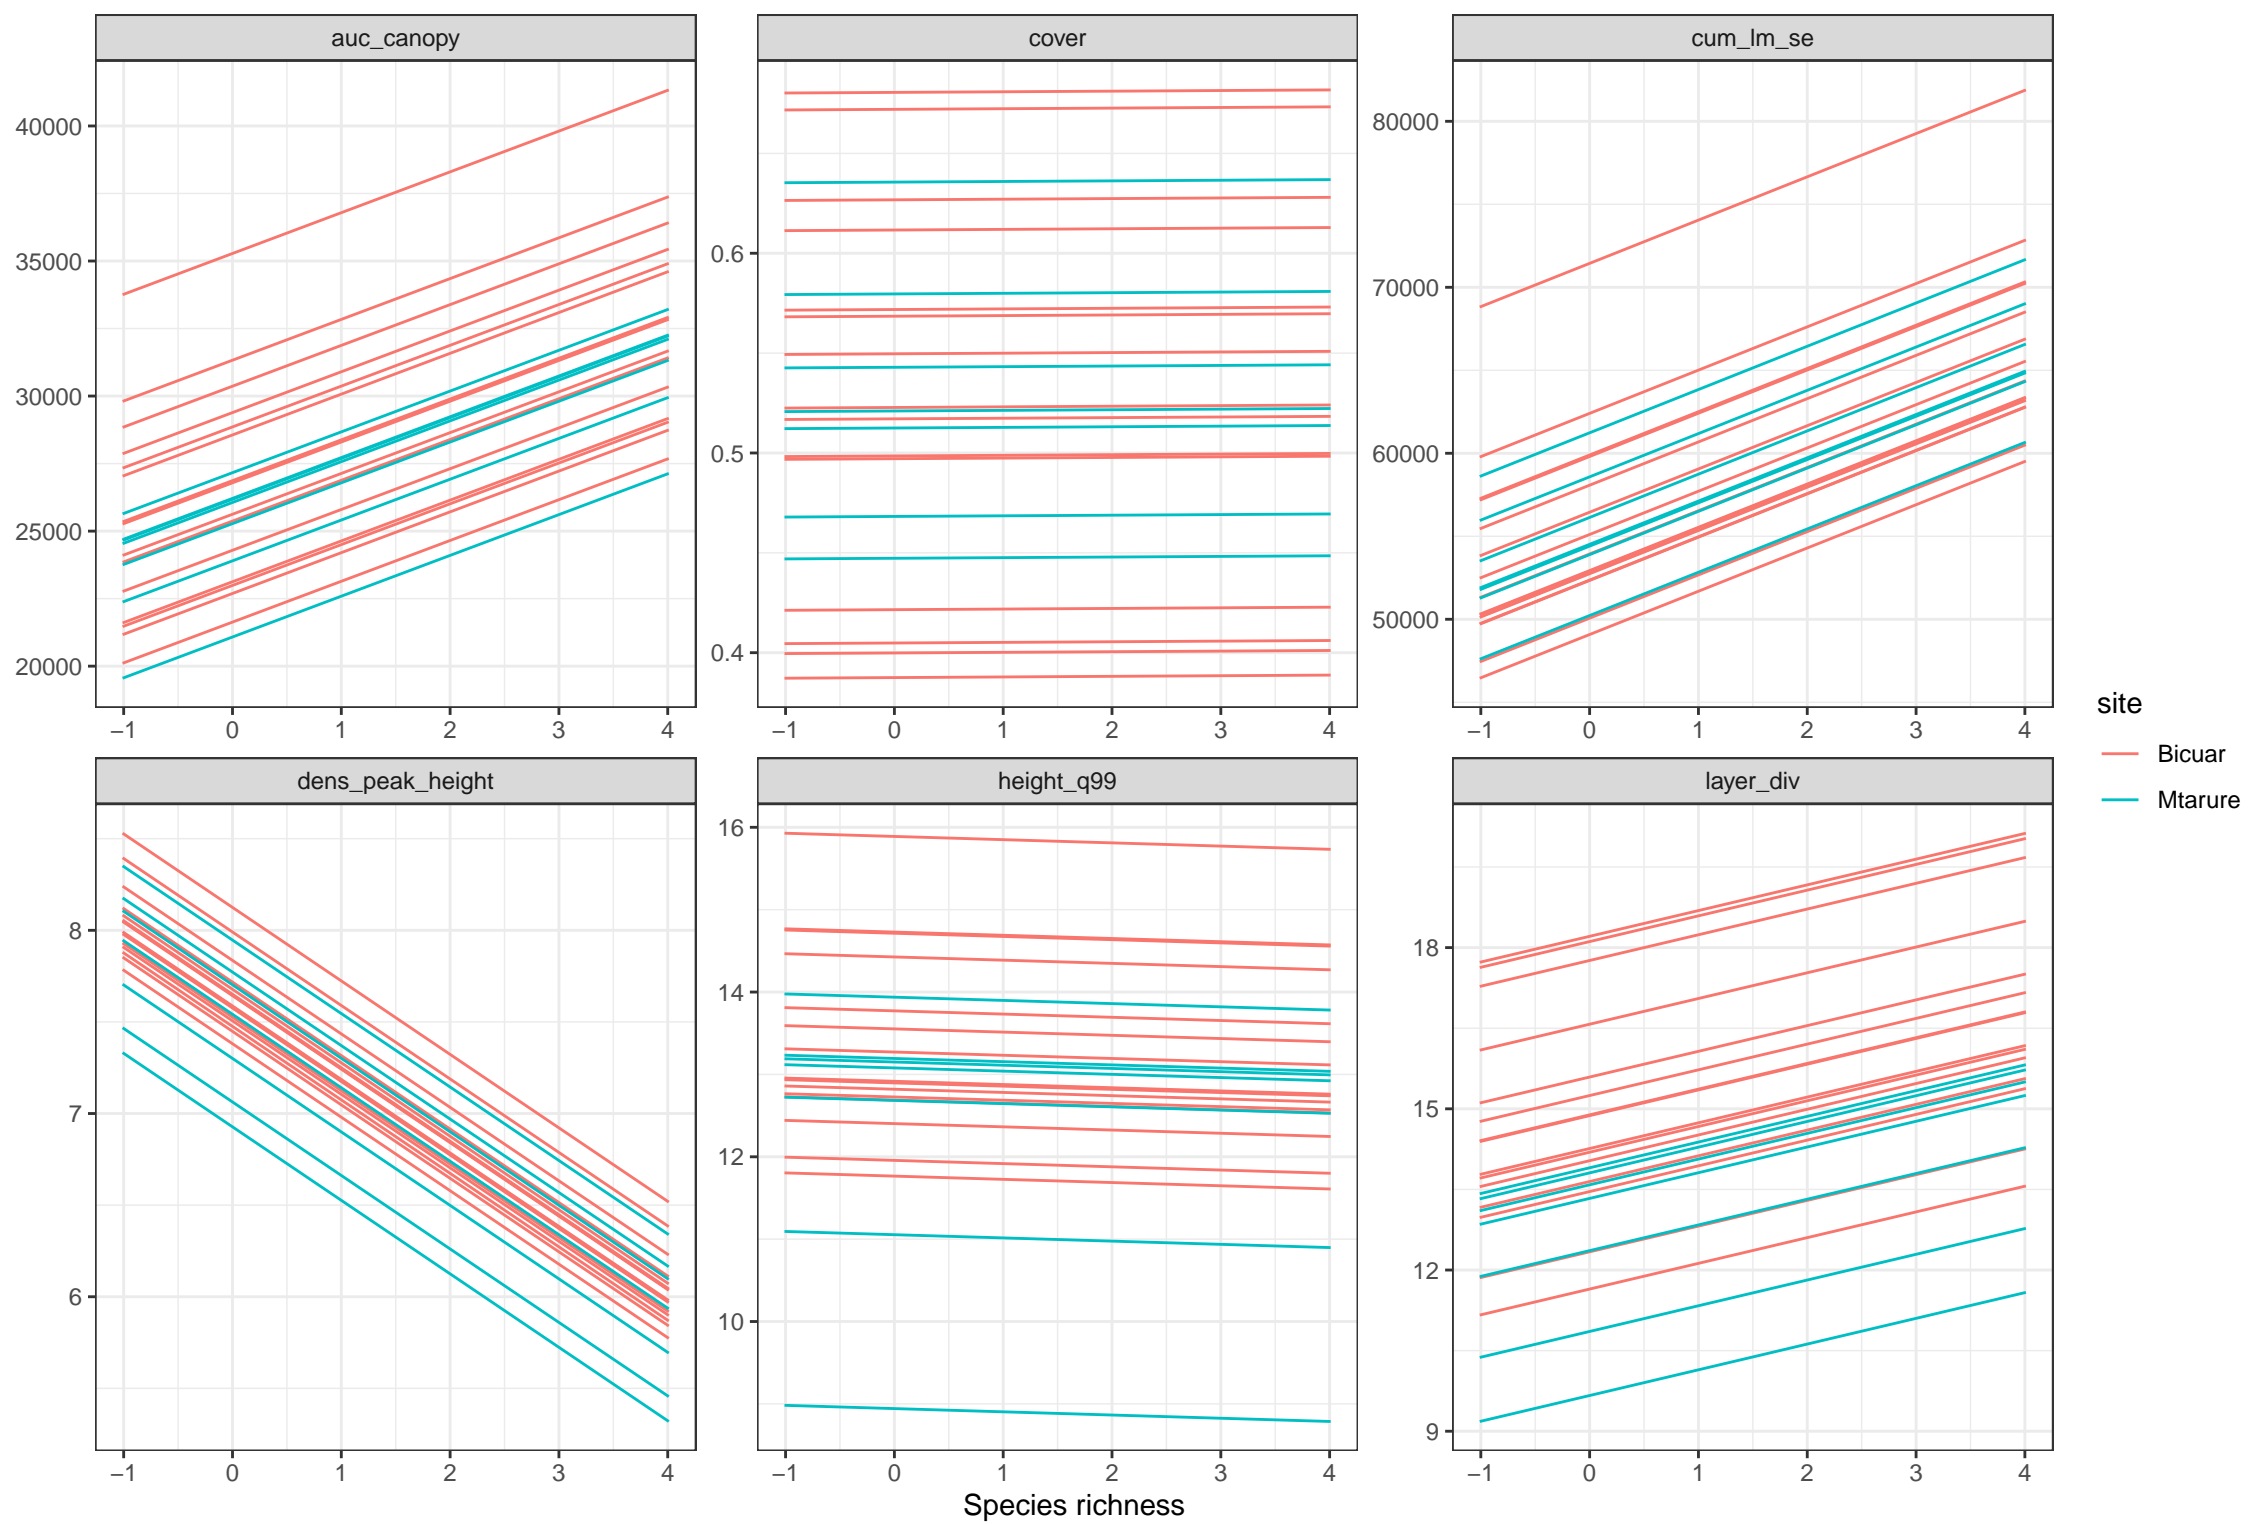 auc_canopy
cover
cum_lm_se
40000
35000
30000
25000
20000
0.6
0.5
0.4
80000
70000
60000
50000
−1 0 1 2 3 4
−1 0 1 2 3 4
−1 0 1 2 3 4
dens_peak_height
height_q99
layer_div
8
7
6
16
14
12
10
18
15
12
9
−1 0 1 2 3 4
−1 0 1 2 3 4
−1 0 1 2 3 4
Species richness
site
Bicuar
Mtarure